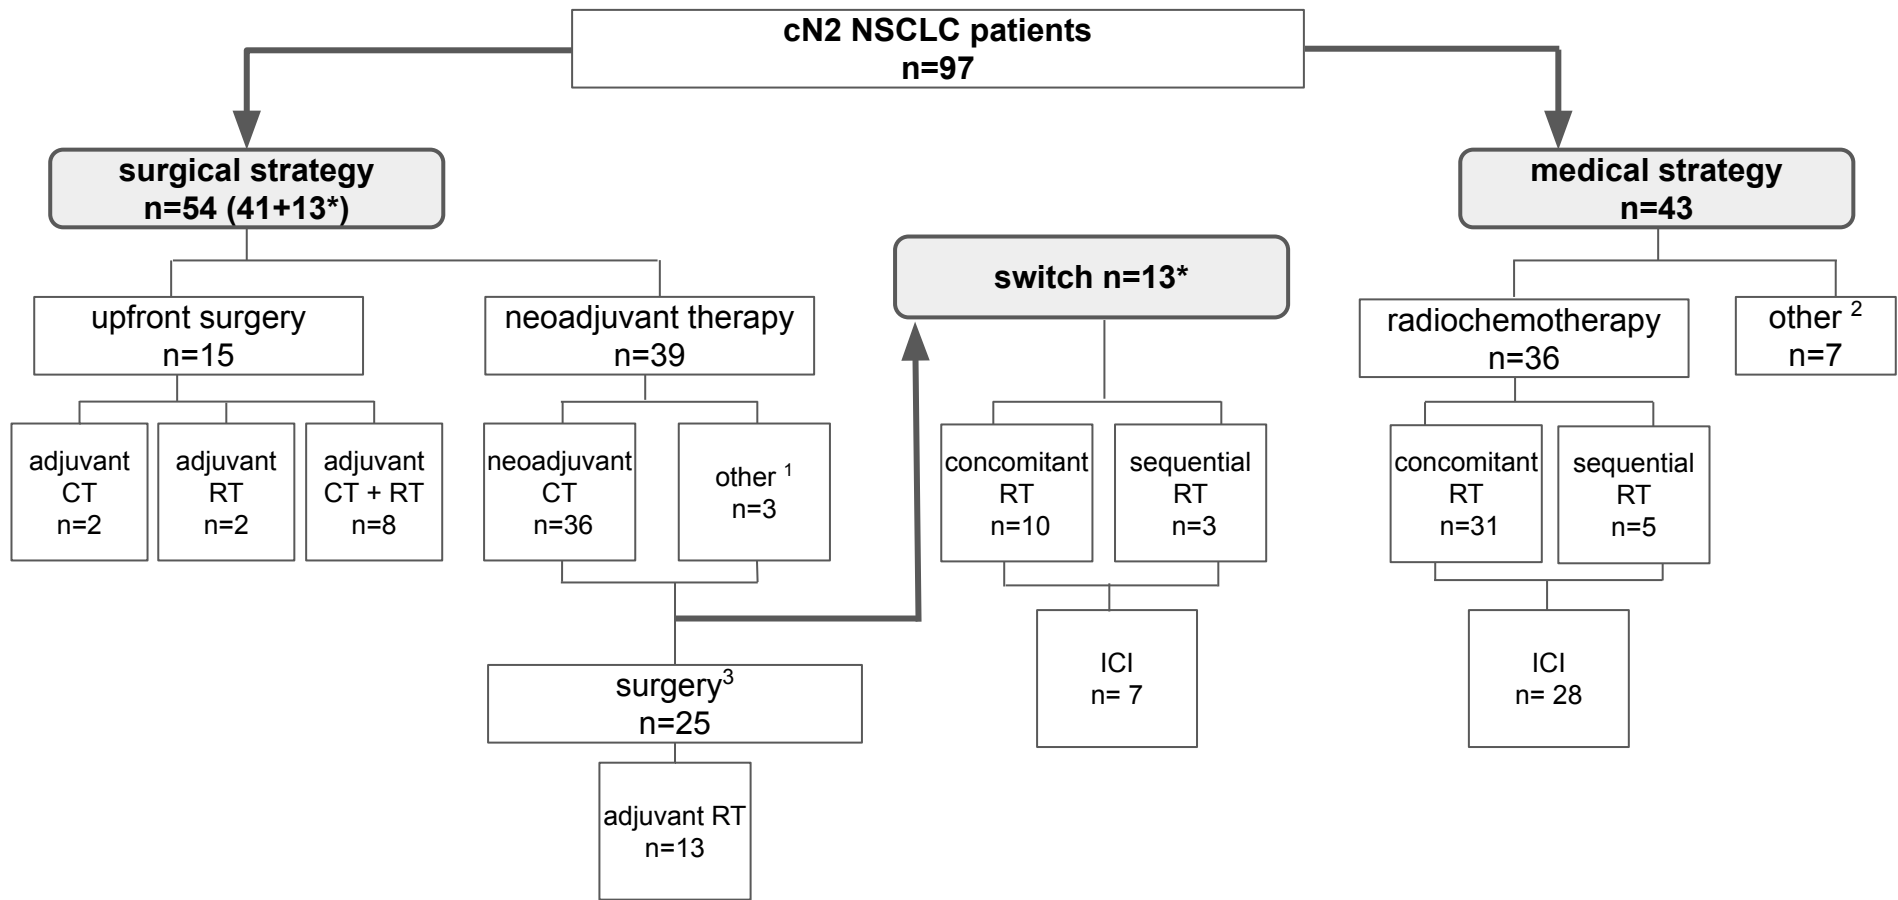 cN2 NSCLC patients
n=97
surgical strategy
n=54 (41+13*)
medical strategy
n=43
switch n=13*
upfront surgery
n=15
neoadjuvant therapy
n=39
radiochemotherapy
n=36
other 2
n=7
adjuvant
CT
n=2
adjuvant
RT
n=2
adjuvant
CT + RT
n=8
neoadjuvant
CT
n=36
other 1
n=3
concomitant
RT
n=10
sequential
RT
n=3
concomitant
RT
n=31
sequential
RT
n=5
surgery3
n=25
ICI
n= 7
ICI
n= 28
adjuvant RT
n=13